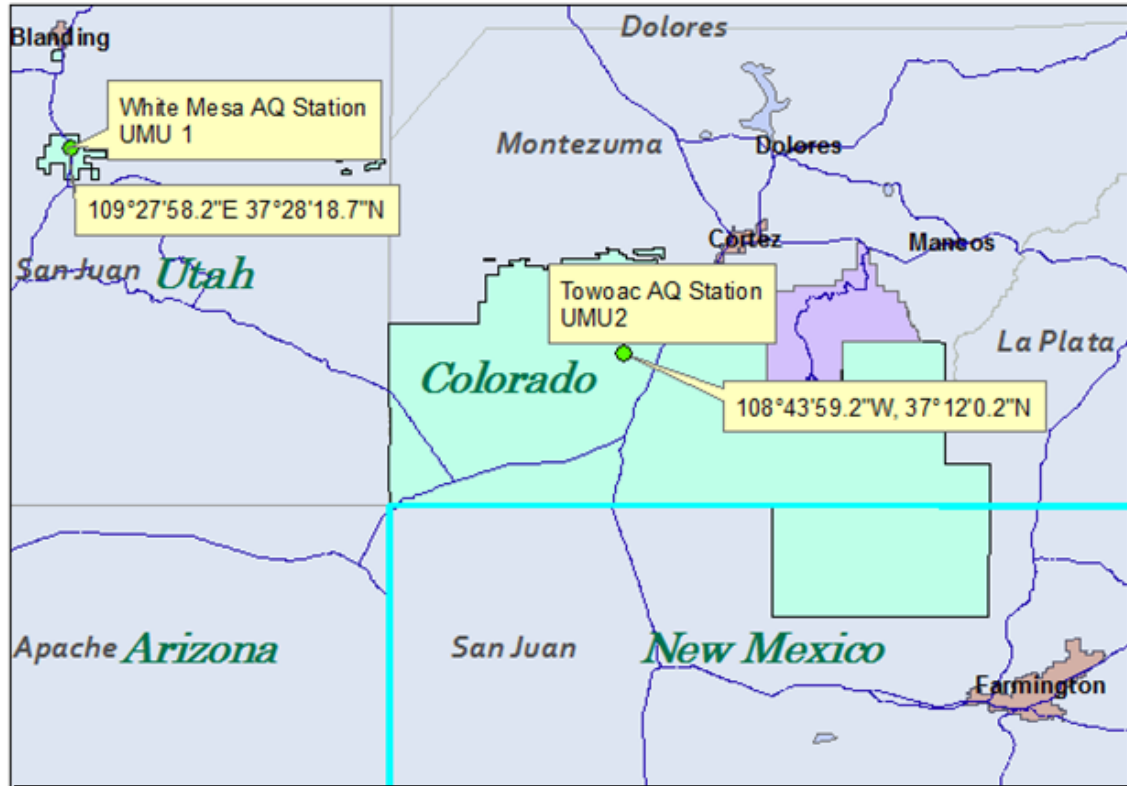 Dolores
Blanding
White Mesa AQ Station
UMU 1
Montezuma
Dolores
109°27'58.2"E 37°28'18.7"N
Cortez
Mancos
San Juan
Utah
Towoac AQ Station
UMU2
La Plata
Colorado
108°43'59.2"W, 37°12'0.2"N
Apache
Arizona
San Juan
New Mexico
Farmington